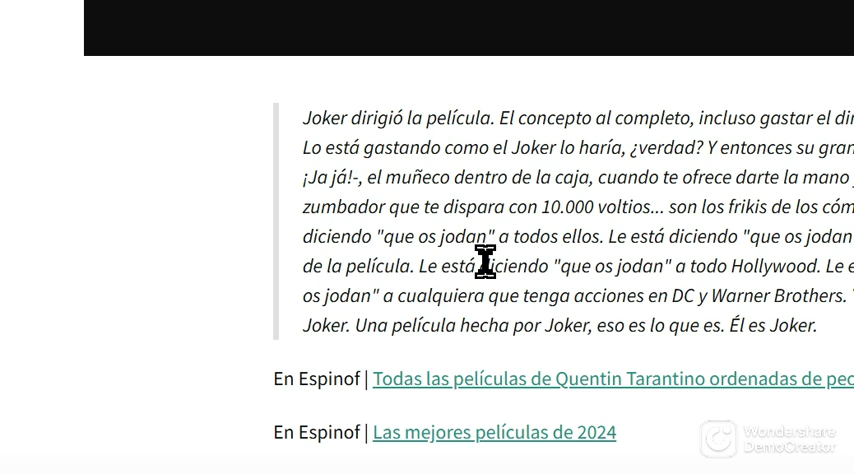 Joker dirigió la película. El concepto al completo, incluso gastar el
Lo está gastando como el Joker lo haría, ¿verdad? Y entonces su
¡Ja já!-, el muñeco dentro de la caja, cuando te ofrece darte la mano
zumbador que te dispara con 10.000 voltios... son los frikis de los
diciendo "que os jodan" a todos ellos. Le está diciendo "que os jodan
de la película. Le está diciendo "que os jodan" a todo Hollywood. Le
os jodan" a cualquiera que tenga acciones en DC y Warner Brothers.
Joker. Una película hecha por Joker, eso es lo que es. Él es Joker.
En Espinof | Todas las películas de Quentin Tarantino ordenadas de
En Espinof | Las mejores películas de 2024
Wondershare
DemoCreator